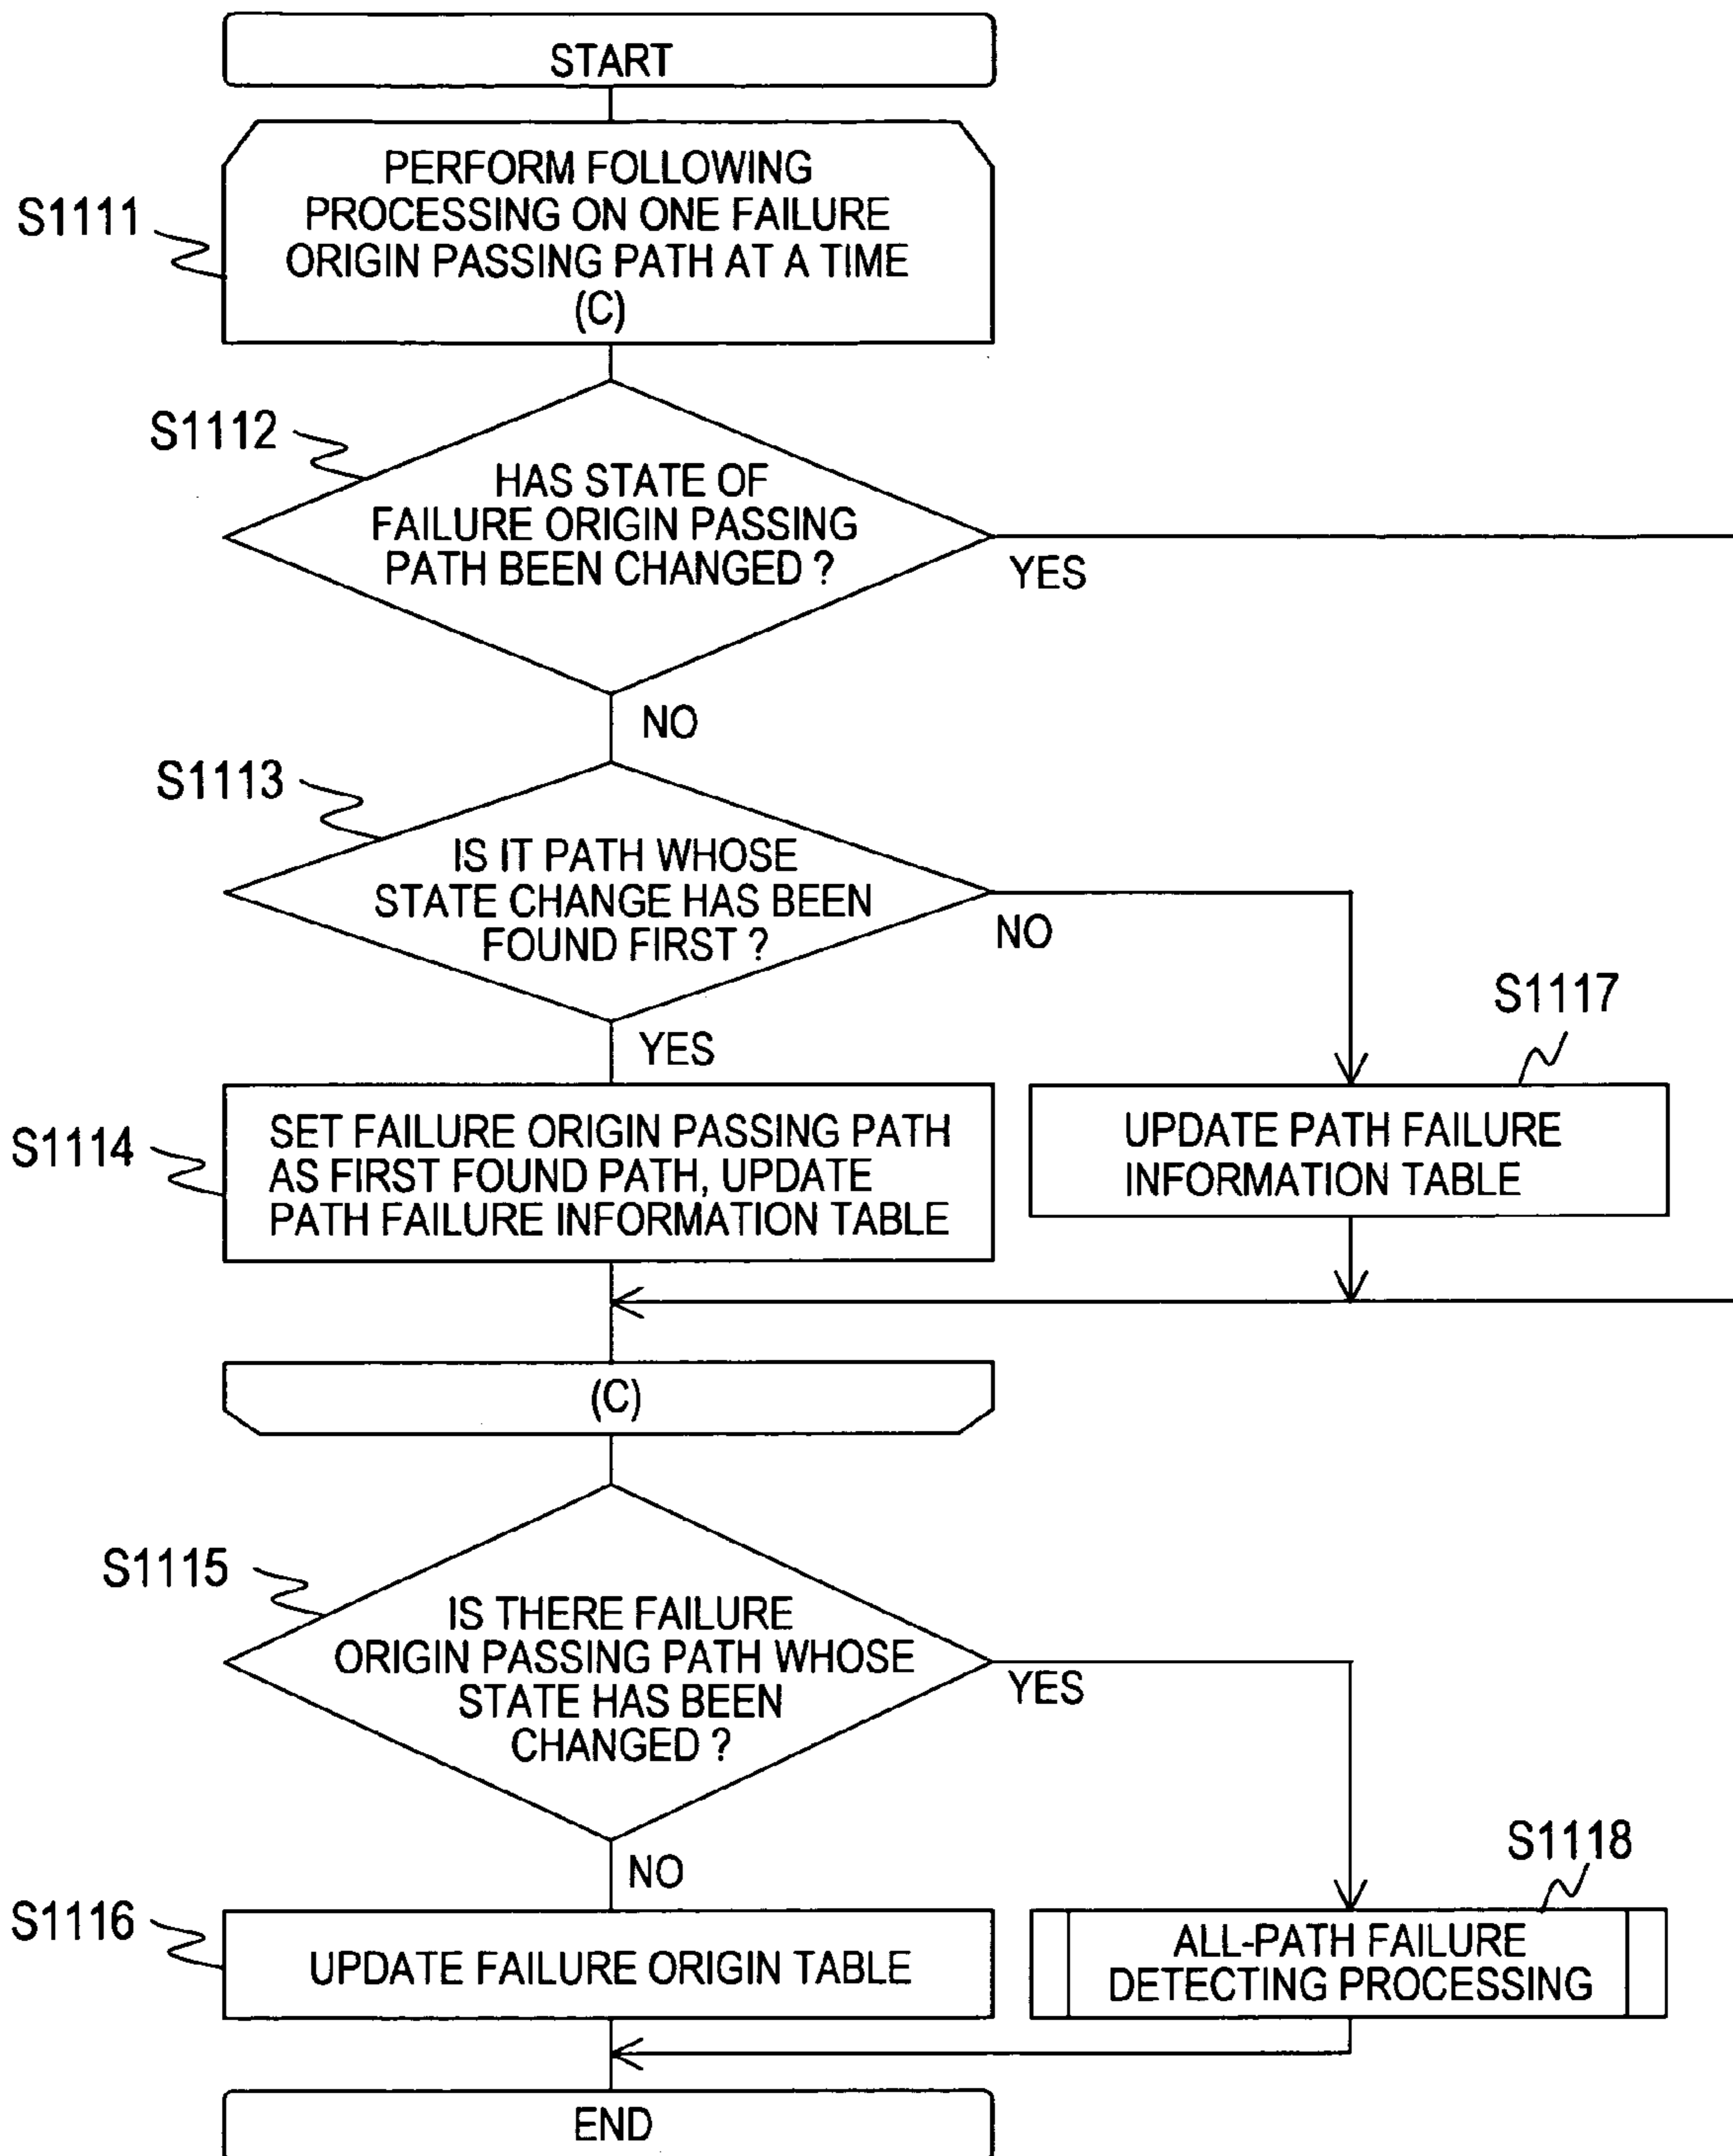 START
S1111
PERFORM FOLLOWING
PROCESSING ON ONE FAILURE
ORIGIN PASSING PATH AT A TIME
(C)
S1112
HAS STATE OF
FAILURE ORIGIN PASSING
PATH BEEN CHANGED ?
YES
NO
S1113
IS IT PATH WHOSE
STATE CHANGE HAS BEEN
FOUND FIRST ?
NO
YES
S1114
SET FAILURE ORIGIN PASSING PATH
AS FIRST FOUND PATH, UPDATE
PATH FAILURE INFORMATION TABLE
S1117
UPDATE PATH FAILURE
INFORMATION TABLE
(C)
S1115
IS THERE FAILURE
ORIGIN PASSING PATH WHOSE
STATE HAS BEEN
CHANGED ?
YES
NO
S1116
UPDATE FAILURE ORIGIN TABLE
S1118
ALL-PATH FAILURE
DETECTING PROCESSING
END